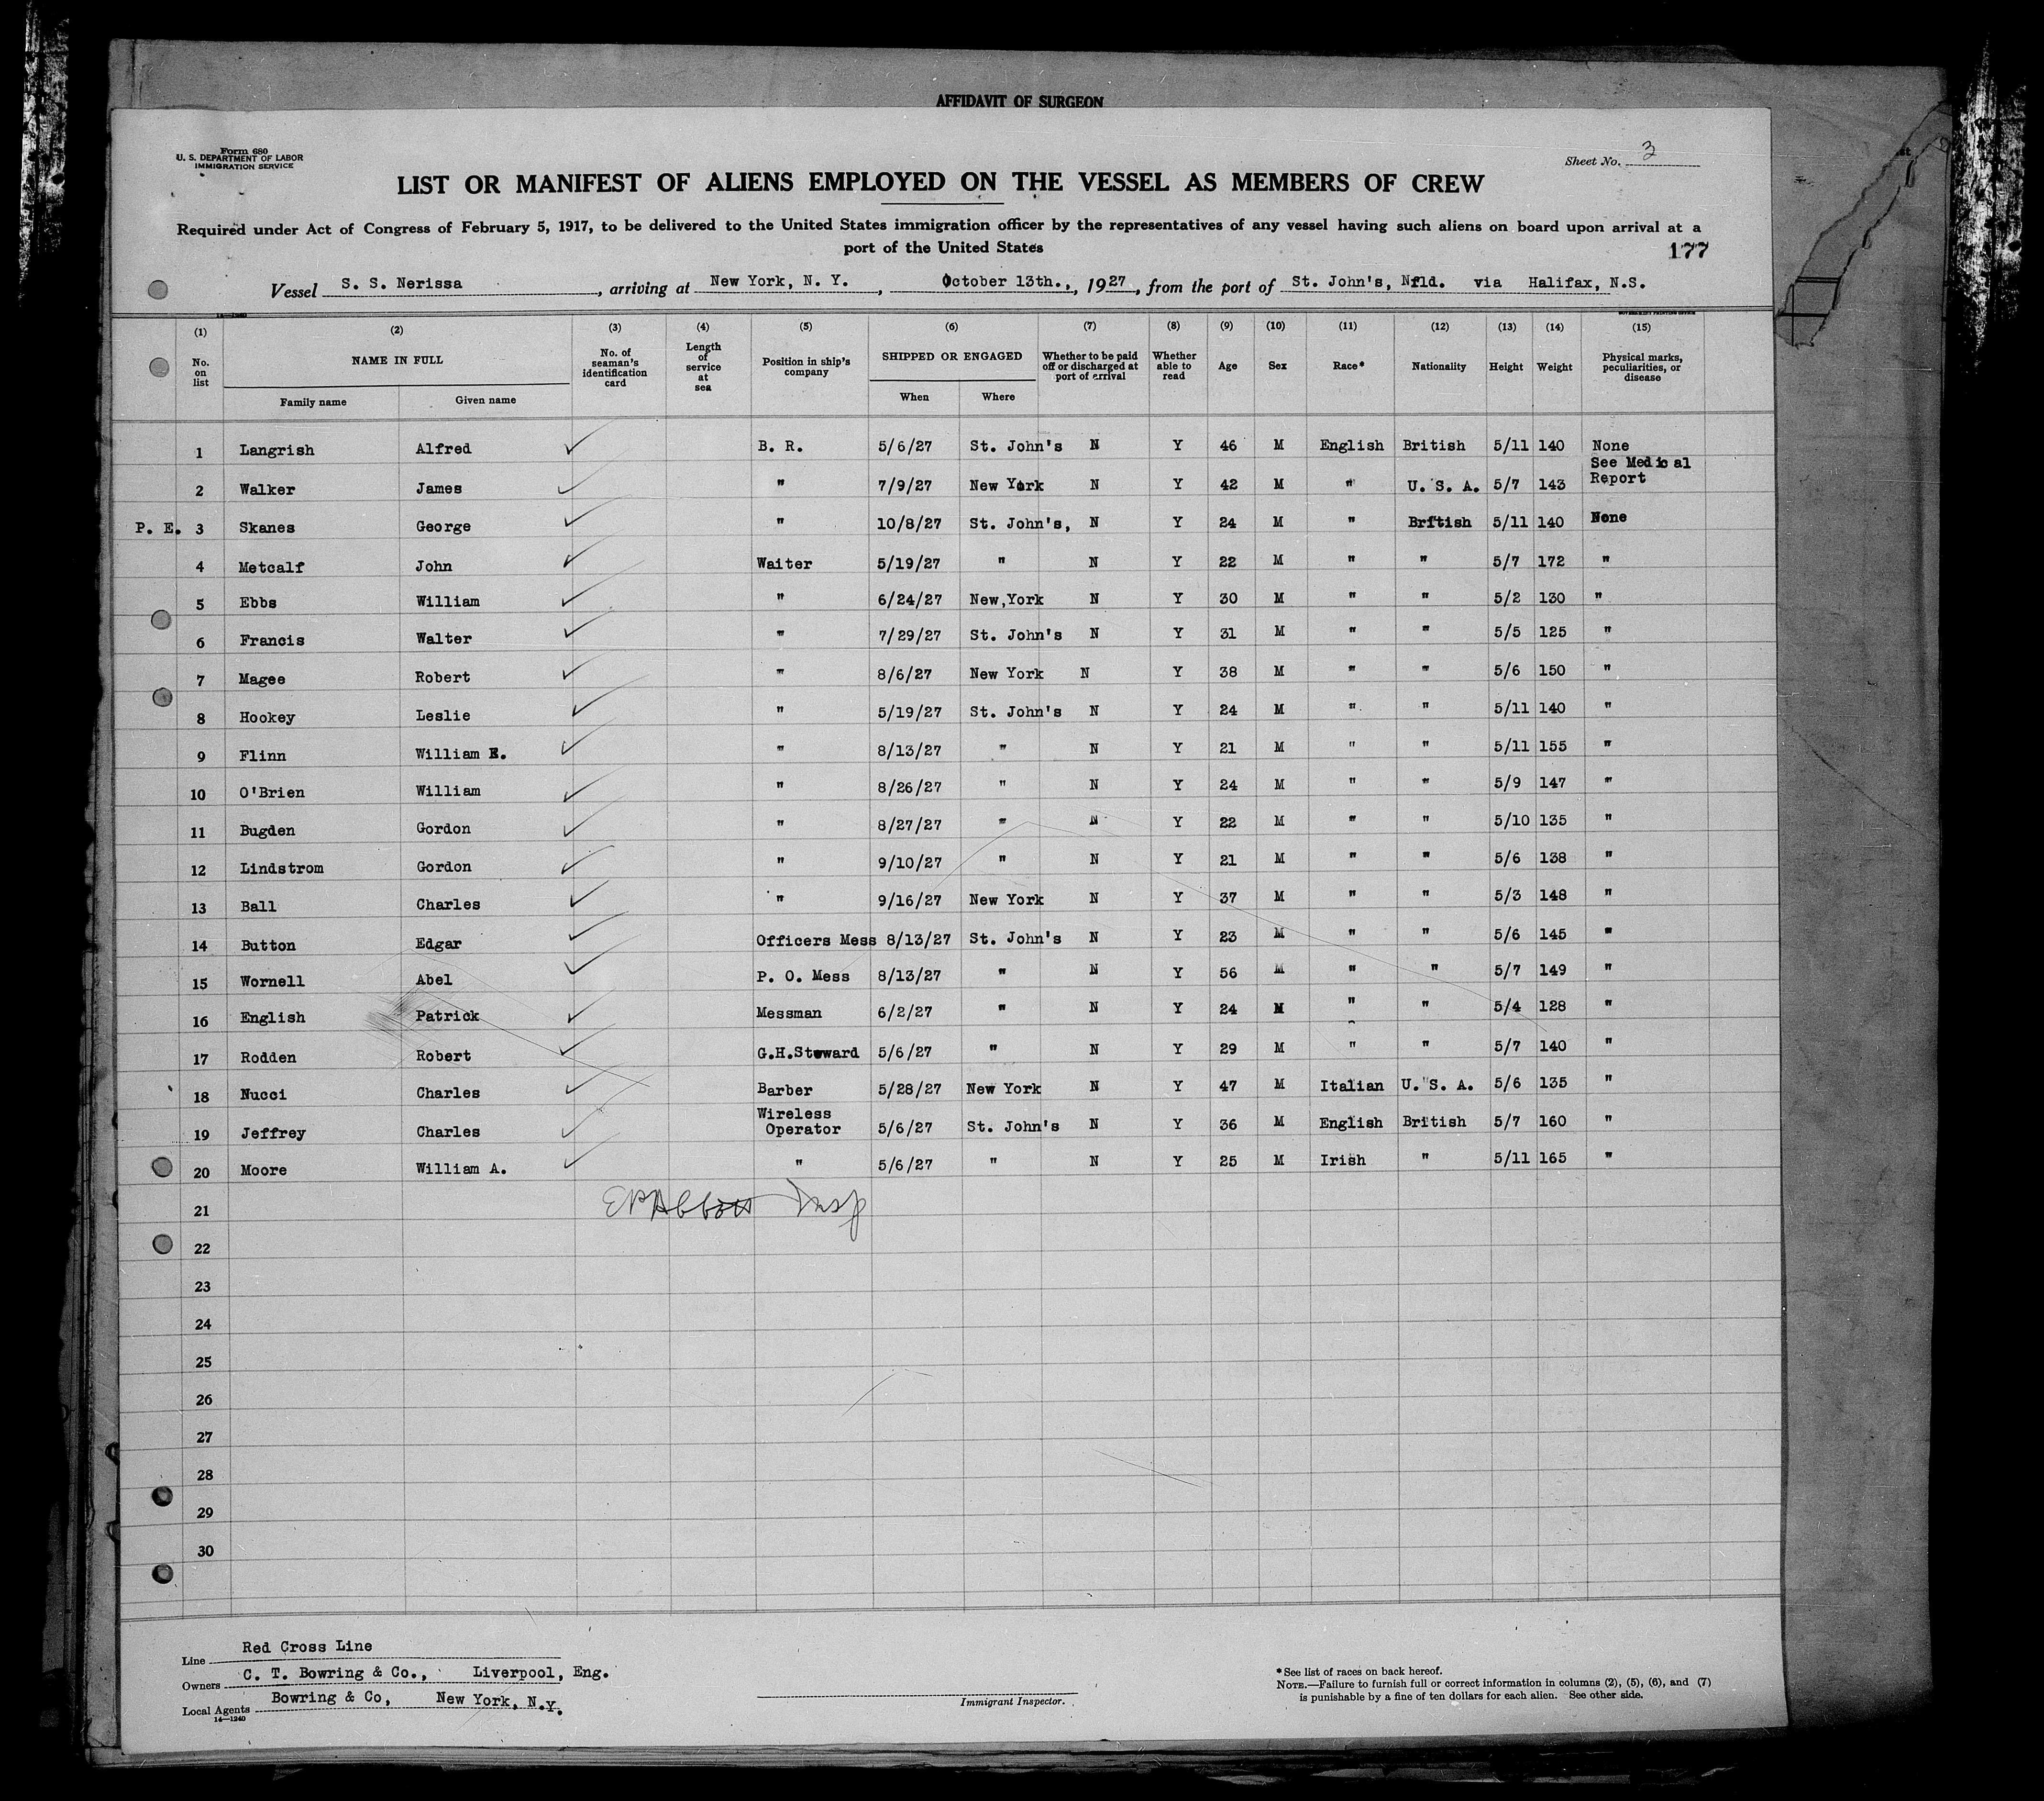 AFFIDAVIT OF SURGEON
Form 680
U. S. DEPARTMENT OF LABOR
IMMIGRATION SERVICE
Sheet No. 3
LIST OR MANIFEST OF ALIENS EMPLOYED ON THE VESSEL AS MEMBERS OF CREW
Required under Act of Congress of February 5, 1917, to be delivered to the United States immigration officer by the representatives of any vessel having such aliens on board upon arrival at a
port of the United States
177
Vessel S. S. Nerissa, arriving at New York, N. Y., October 13th., 1927, from the port of St. John's, Nfld. via Halifax, N.S.
(1) (2) (3) (4) (5) (6) (7) (8) (9) (10) (11) (12) (13) (14) (15)
No. on list NAME IN FULL Family name Given name No. of seaman's identification card Length of service at sea Position in ship's company SHIPPED OR ENGAGED When Where Whether to be paid off or discharged at port of arrival Whether able to read Age Sex Race* Nationality Height Weight Physical marks, peculiarities, or disease
1 Langrish Alfred B. R. 5/6/27 St. John's N Y 46 M English British 5/11 140 None
2 Walker James " 7/9/27 New York N Y 42 M " U. S. A. 5/7 143 See Medical Report
P. E. 3 Skanes George " 10/8/27 St. John's, N Y 24 M " British 5/11 140 None
4 Metcalf John Waiter 5/19/27 " N Y 22 M " " 5/7 172 "
5 Ebbs William " 6/24/27 New,York N Y 30 M " " 5/2 130 "
6 Francis Walter " 7/29/27 St. John's N Y 31 M " " 5/5 125 "
7 Magee Robert " 8/6/27 New York N Y 38 M " " 5/6 150 "
8 Hookey Leslie " 5/19/27 St. John's N Y 24 M " " 5/11 140 "
9 Flinn William E. " 8/13/27 " N Y 21 M " " 5/11 155 "
10 O'Brien William " 8/26/27 " N Y 24 M " " 5/9 147 "
11 Bugden Gordon " 8/27/27 " N Y 22 M " " 5/10 135 "
12 Lindstrom Gordon " 9/10/27 " N Y 21 M " " 5/6 138 "
13 Ball Charles " 9/16/27 New York N Y 37 M " " 5/3 148 "
14 Button Edgar Officers Mess 8/13/27 St. John's N Y 23 M " " 5/6 145 "
15 Wornell Abel P. O. Mess 8/13/27 " N Y 56 M " " 5/7 149 "
16 English Patrick Messman 6/2/27 " N Y 24 M " " 5/4 128 "
17 Rodden Robert G.H.Steward 5/6/27 " N Y 29 M " " 5/7 140 "
18 Nucci Charles Barber 5/28/27 New York N Y 47 M Italian U. S. A. 5/6 135 "
19 Jeffrey Charles Wireless Operator 5/6/27 St. John's N Y 36 M English British 5/7 160 "
20 Moore William A. " 5/6/27 " N Y 25 M Irish " 5/11 165 "
21 EP Abbott Insp
22
23
24
25
26
27
28
29
30
Line Red Cross Line
Owners C. T. Bowring & Co., Liverpool, Eng.
Local Agents Bowring & Co, New York, N.Y.
14—1240
Immigrant Inspector.
*See list of races on back hereof.
NOTE.—Failure to furnish full or correct information in columns (2), (5), (6), and (7)
is punishable by a fine of ten dollars for each alien. See other side.